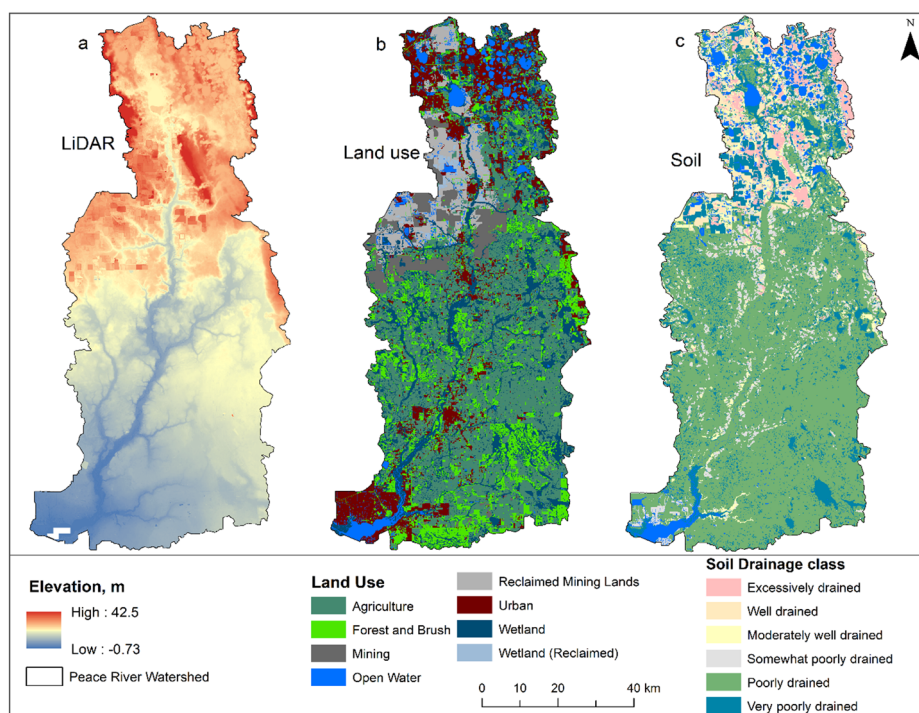 a
b
c
N
LiDAR
Land use
Soil
Elevation, m
High : 42.5
Low : -0.73
Peace River Watershed
Land Use
Agriculture
Forest and Brush
Mining
Open Water
Reclaimed Mining Lands
Urban
Wetland
Wetland (Reclaimed)
0 10 20 40 km
Soil Drainage class
Excessively drained
Well drained
Moderately well drained
Somewhat poorly drained
Poorly drained
Very poorly drained